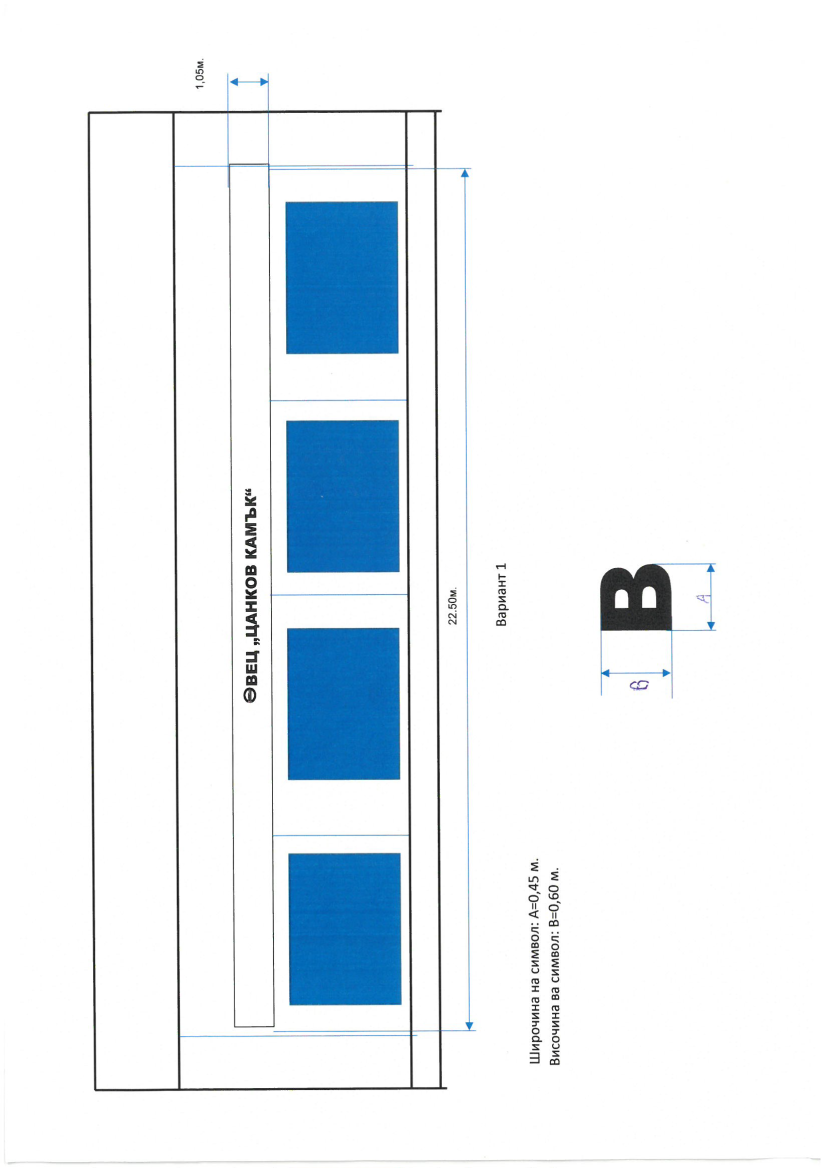 1,05м.
ВЕЦ „ЦАНКОВ КАМЪК“
22.50м.
Вариант 1
В
В
А
Широчина на символ: А=0,45 м.
Височина ва символ: В=0,60 м.